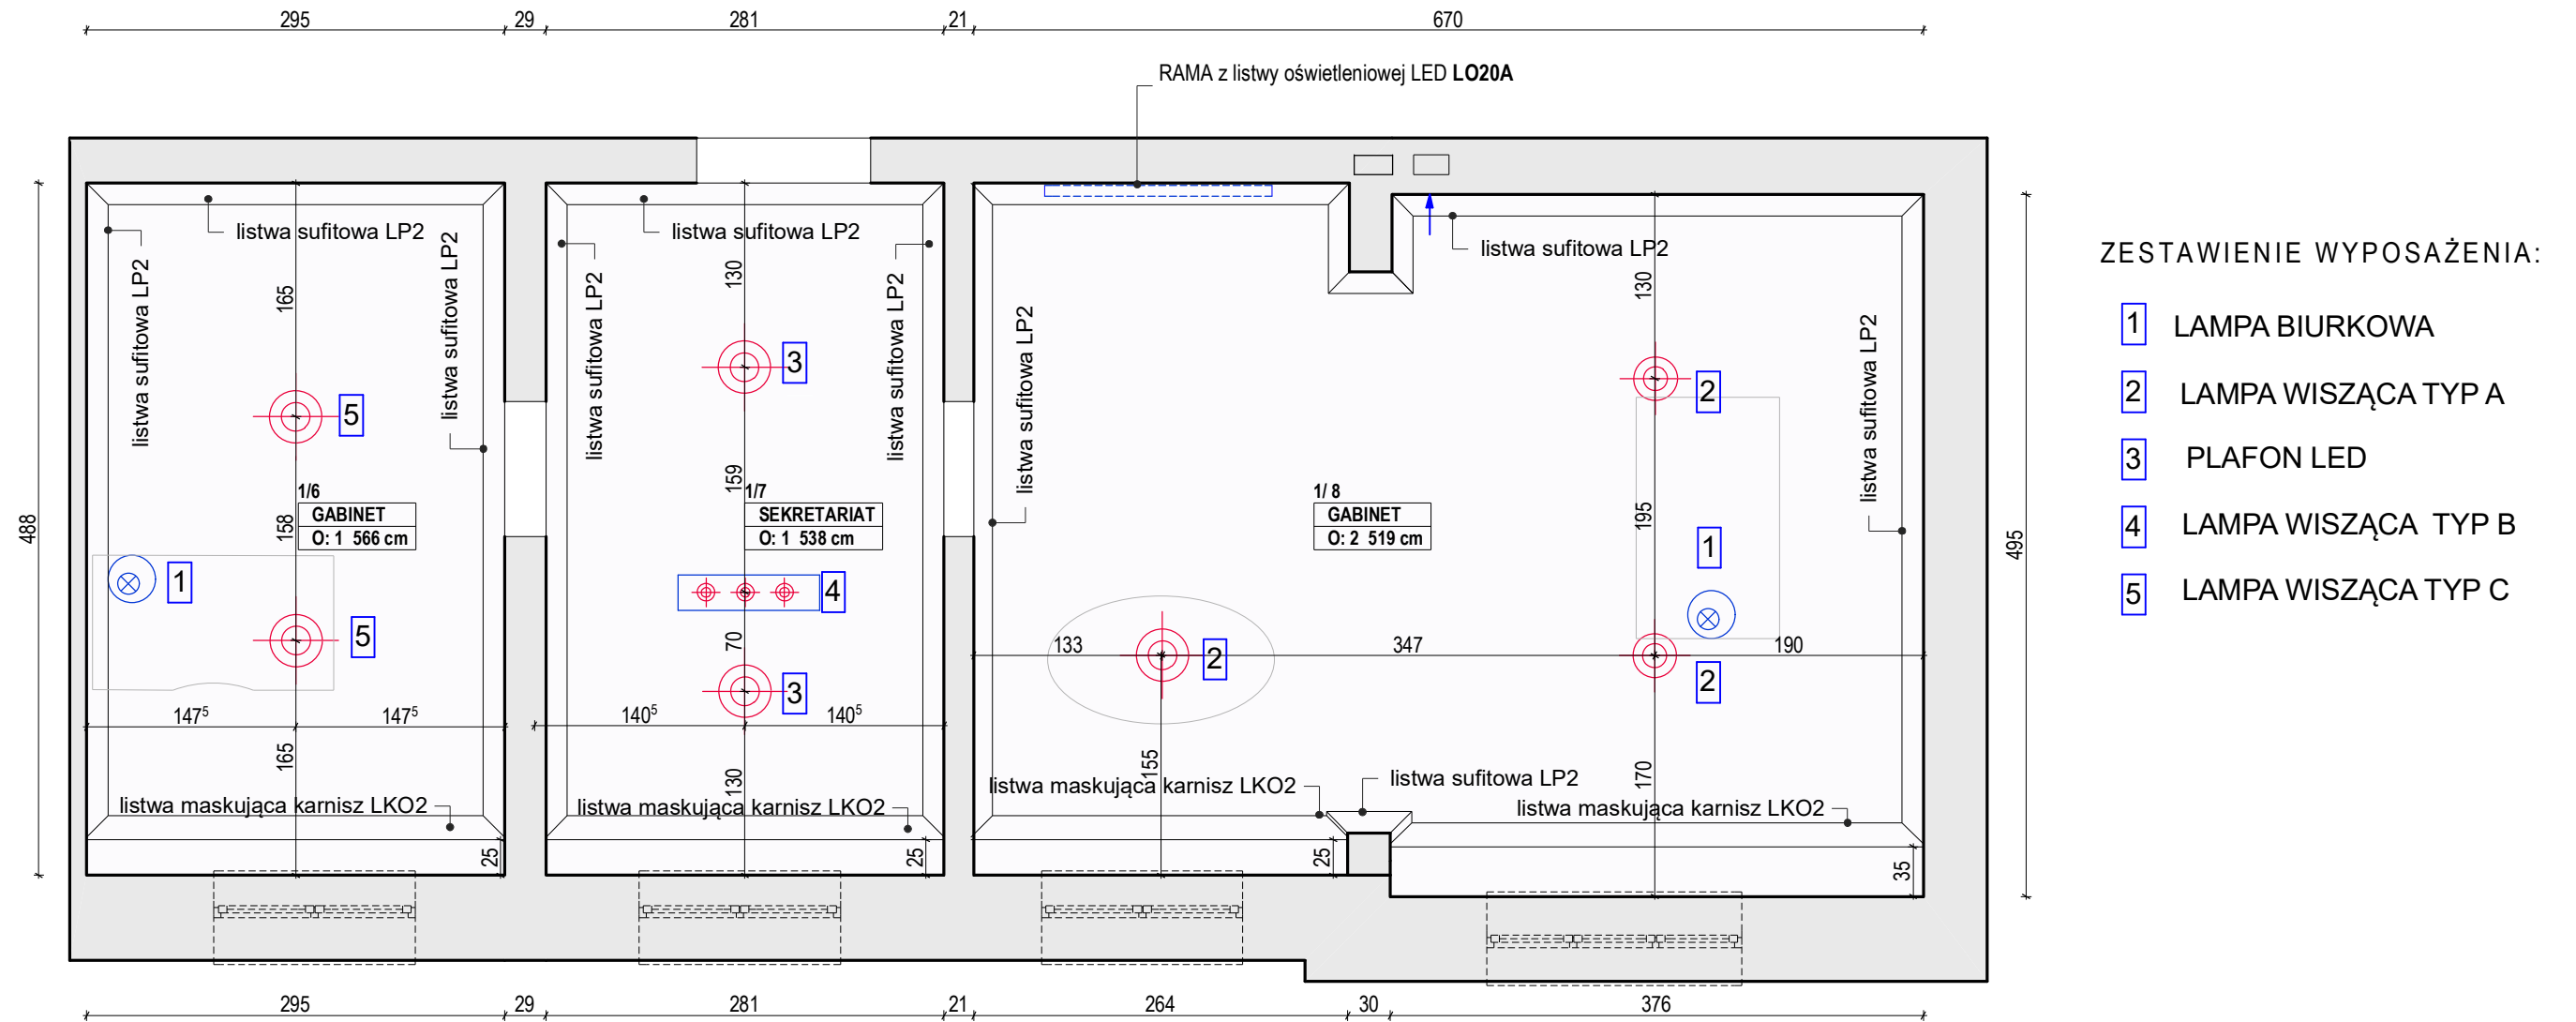 295 29 281 21 670
RAMA z listwy oświetleniowej LED LO20A
listwa sufitowa LP2
listwa sufitowa LP2
listwa sufitowa LP2
165
5
1/6
GABINET
O: 1 566 cm
158
1
5
147⁵ 147⁵
165
listwa maskująca karnisz LKO2
25
488
listwa sufitowa LP2
listwa sufitowa LP2
listwa sufitowa LP2
130
3
159
1/7
SEKRETARIAT
O: 1 538 cm
4
70
3
140⁵ 140⁵
130
listwa maskująca karnisz LKO2
25
listwa sufitowa LP2
listwa sufitowa LP2
listwa sufitowa LP2
130
2
1/ 8
GABINET
O: 2 519 cm
195
1
133 2 347 190
2
155
170
listwa maskująca karnisz LKO2
listwa sufitowa LP2
listwa maskująca karnisz LKO2
25
35
495
295 29 281 21 264 30 376
ZESTAWIENIE WYPOSAŻENIA:
1 LAMPA BIURKOWA
2 LAMPA WISZĄCA TYP A
3 PLAFON LED
4 LAMPA WISZĄCA TYP B
5 LAMPA WISZĄCA TYP C